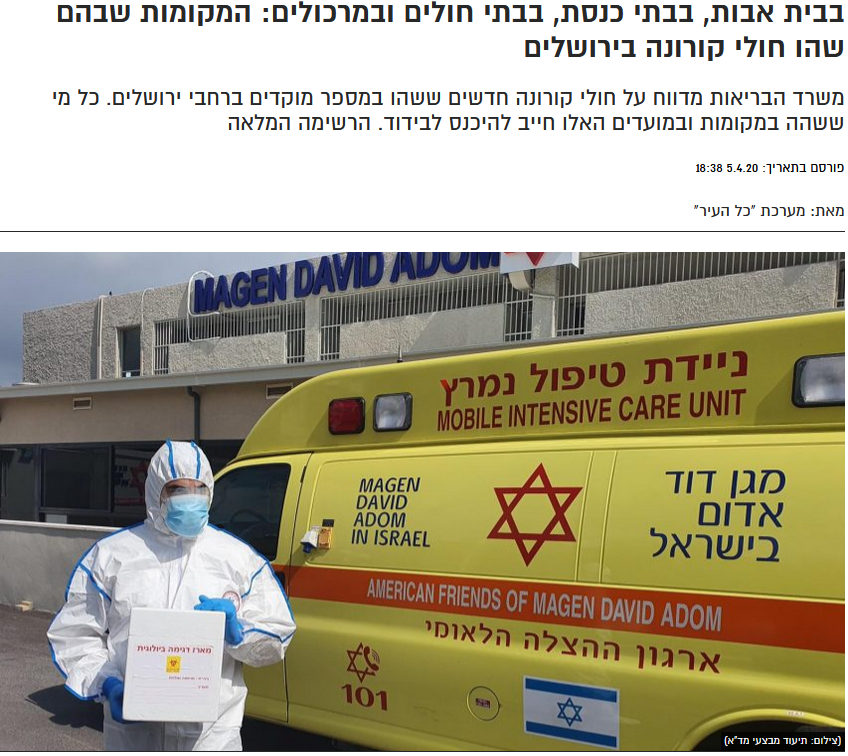 בבית אבות, בבתי כנסת, בבתי חולים ובמרכולים: המקומות שבהם
שהו חולי קורונה בירושלים
משרד הבריאות מדווח על חולי קורונה חדשים ששהו במספר מוקדים ברחבי ירושלים. כל מי
ששהה במקומות ובמועדים האלו חייב להיכנס לבידוד. הרשימה המלאה
פורסם בתאריך: 5.4.20 18:38
מאת: מערכת "כל העיר"
MAGEN DAVID ADOM
ניידת טיפול נמרץ
MOBILE INTENSIVE CARE UNIT
MAGEN
DAVID
ADOM
IN ISRAEL
מגן דוד
אדום
בישראל
AMERICAN FRIENDS OF MAGEN DAVID ADOM
ארגון ההצלה הלאומי
101
מארז דגימה ביולוגית
(צילום: תיעוד מבצעי מד"א)